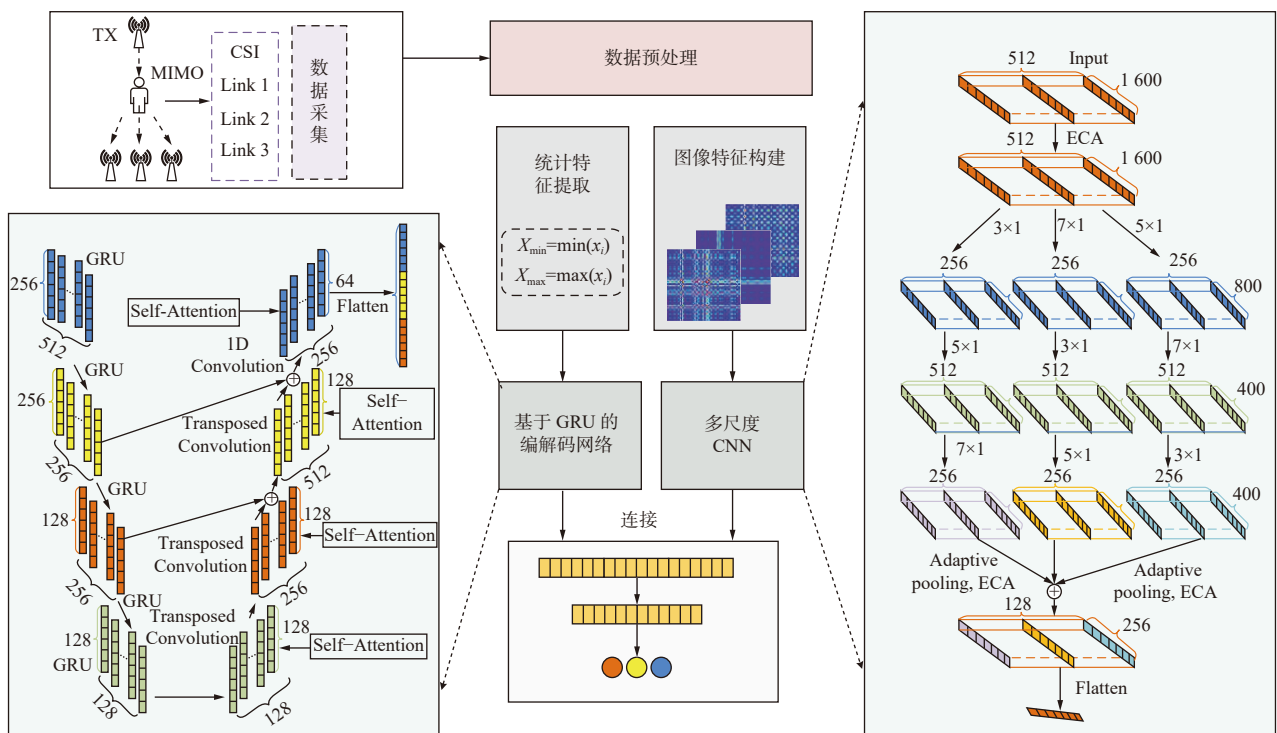 TX
MIMO
CSI
Link 1
Link 2
Link 3
数
据
采
集
数据预处理
统计特
征提取
X_min=min(x_i)
X_max=max(x_i)
图像特征构建
基于 GRU 的
编解码网络
多尺度
CNN
连接
GRU
256
512
Self-Attention
64
Flatten
1D
Convolution
256
GRU
256
128
Self-
Attention
Transposed
Convolution
256
512
GRU
128
128
Self-Attention
Transposed
Convolution
256
256
GRU
Transposed
Convolution
128
128
GRU
Self-Attention
128
128
Input
512
1 600
ECA
512
1 600
3×1
7×1
5×1
256
256
256
800
5×1
3×1
7×1
512
512
512
400
7×1
5×1
3×1
256
256
256
400
Adaptive
pooling, ECA
Adaptive
pooling, ECA
128
256
Flatten